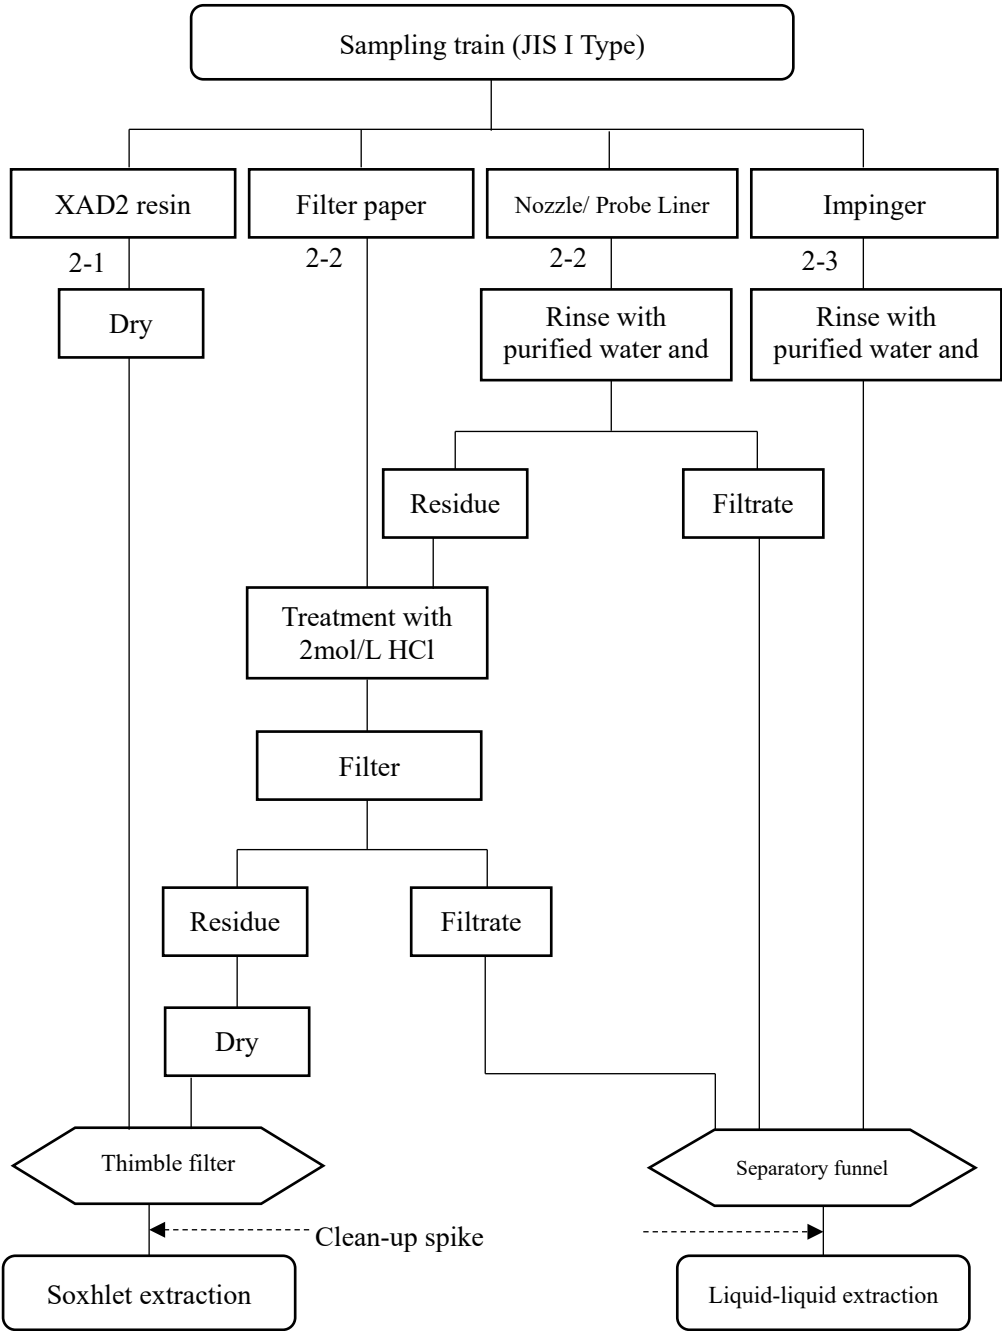 Sampling train (JIS I Type)
XAD2 resin
Filter paper
Nozzle/ Probe Liner
Impinger
2-1
2-2
2-2
2-3
Dry
Rinse with
purified water and
Rinse with
purified water and
Residue
Filtrate
Treatment with
2mol/L HCl
Filter
Residue
Filtrate
Dry
Thimble filter
Separatory funnel
Clean-up spike
Soxhlet extraction
Liquid-liquid extraction